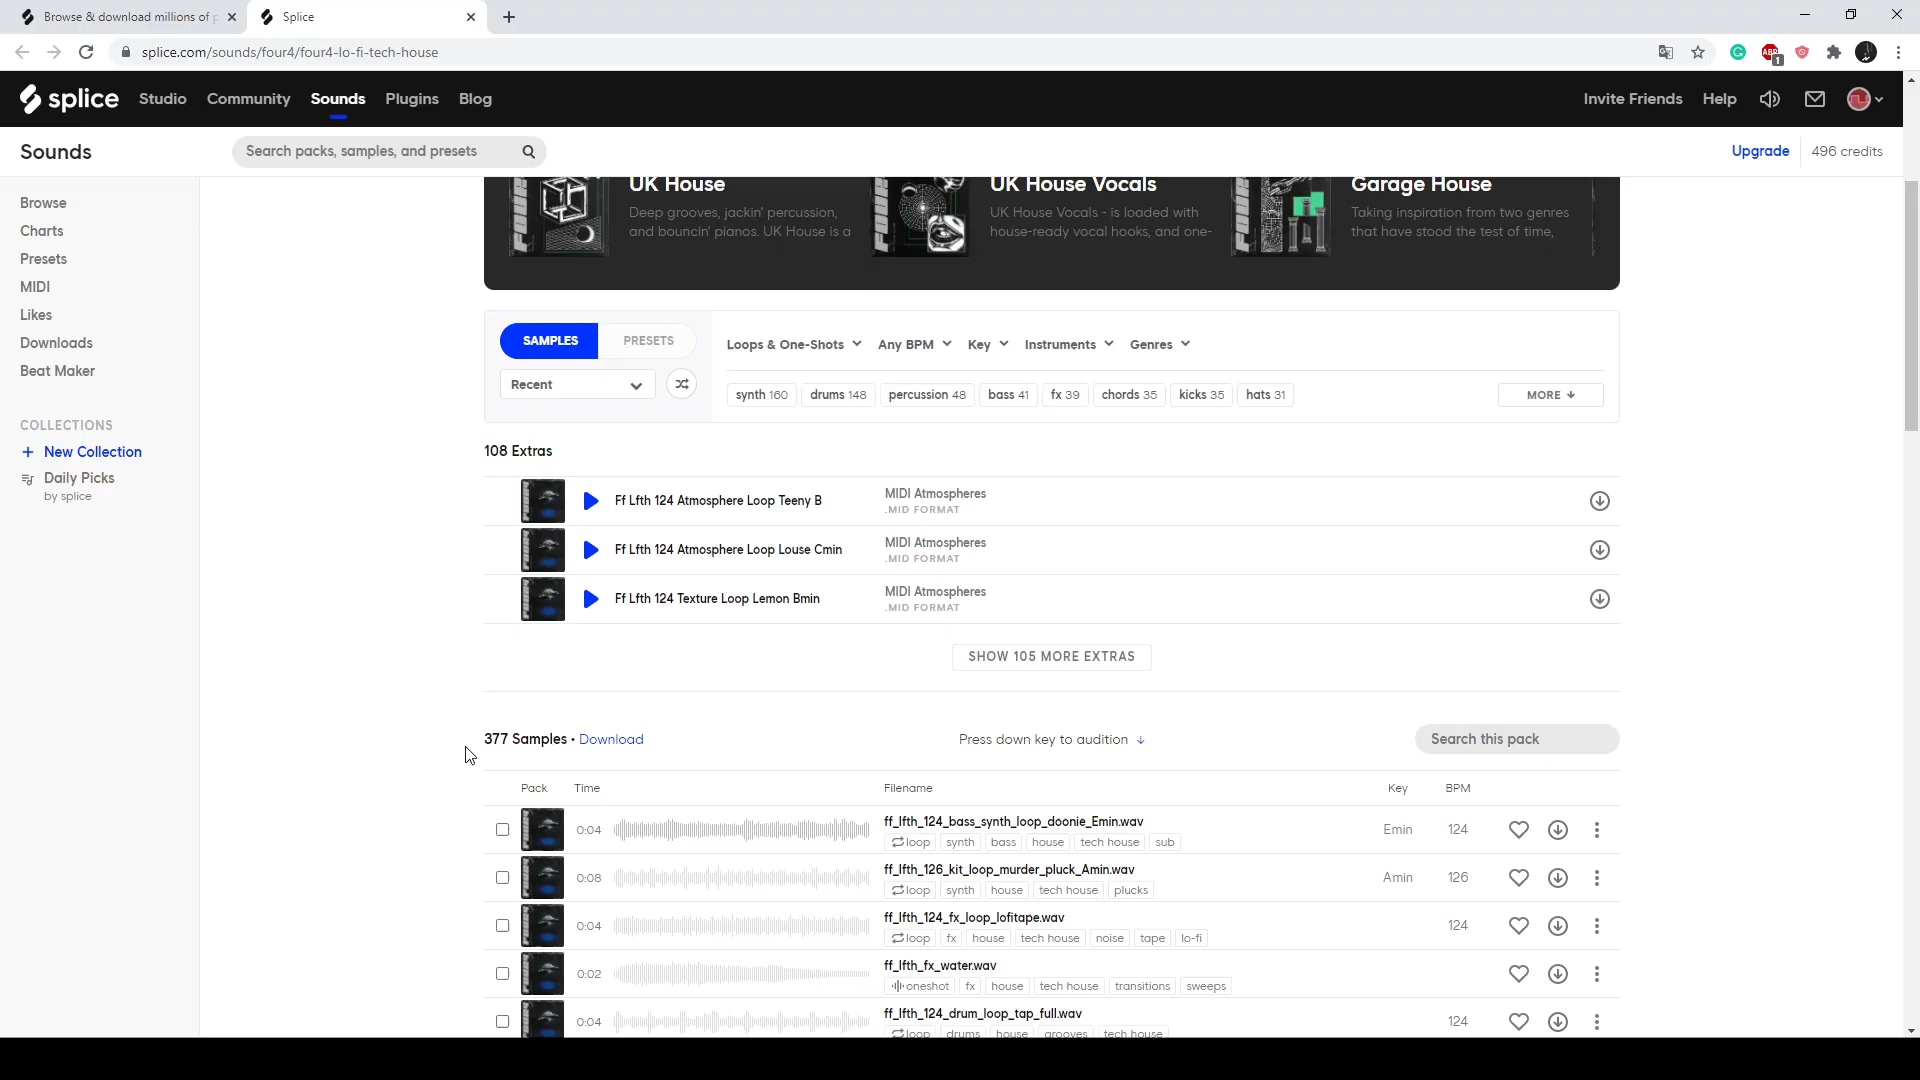 Browse & download millions of
Splice
splice.com/sounds/four4/four4-lo-fi-tech-house
ABP
1
splice Studio Community Sounds Plugins Blog
Invite Friends Help
Sounds
Search packs, samples, and presets
Upgrade 496 credits
Browse
Charts
Presets
MIDI
Likes
Downloads
Beat Maker
COLLECTIONS
+ New Collection
Daily Picks
by splice
UK House
Deep grooves, jackin' percussion,
and bouncin' pianos. UK House is a
UK House Vocals
UK House Vocals - is loaded with
house-ready vocal hooks, and one-
Garage House
Taking inspiration from two genres
that have stood the test of time,
SAMPLES PRESETS
Recent
Loops & One-Shots Any BPM Key Instruments Genres
synth 160 drums 148 percussion 48 bass 41 fx 39 chords 35 kicks 35 hats 31 MORE
108 Extras
Ff Lfth 124 Atmosphere Loop Teeny B
MIDI Atmospheres
.MID FORMAT
Ff Lfth 124 Atmosphere Loop Louse Cmin
MIDI Atmospheres
.MID FORMAT
Ff Lfth 124 Texture Loop Lemon Bmin
MIDI Atmospheres
.MID FORMAT
SHOW 105 MORE EXTRAS
377 Samples • Download
Press down key to audition ↓
Search this pack
Pack Time Filename Key BPM
0:04 ff_lfth_124_bass_synth_loop_doonie_Emin.wav Emin 124
loop synth bass house tech house sub
0:08 ff_lfth_126_kit_loop_murder_pluck_Amin.wav Amin 126
loop synth house tech house plucks
0:04 ff_lfth_124_fx_loop_lofitape.wav 124
loop fx house tech house noise tape lo-fi
0:02 ff_lfth_fx_water.wav
oneshot fx house tech house transitions sweeps
0:04 ff_lfth_124_drum_loop_tap_full.wav 124
loop drums house grooves tech house